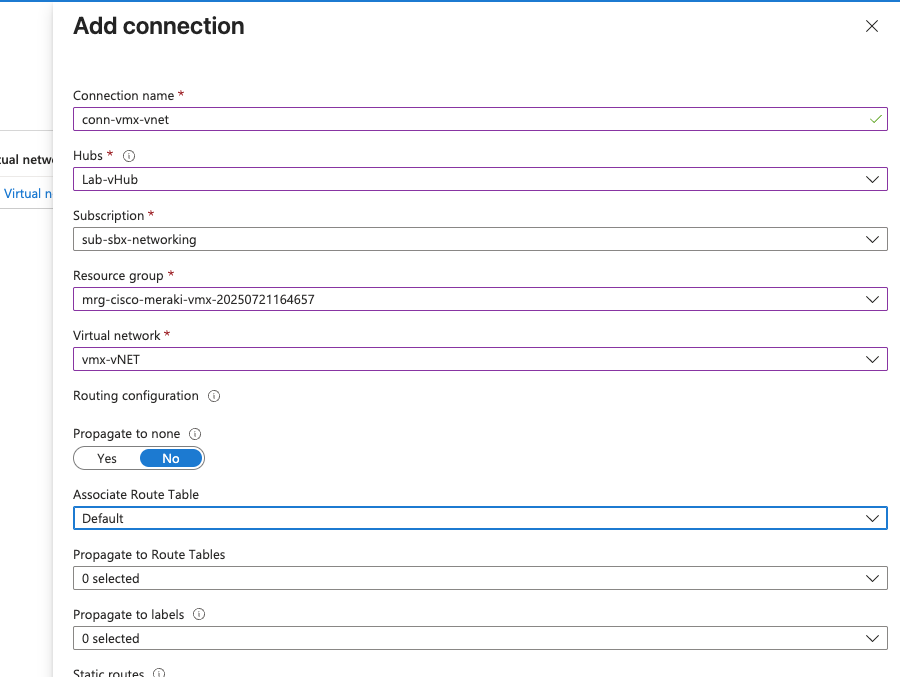 Add connection
Connection name *
conn-vmx-vnet
Hubs *
Lab-vHub
Subscription *
sub-sbx-networking
Resource group *
mrg-cisco-meraki-vmx-20250721164657
Virtual network *
vmx-vNET
Routing configuration
Propagate to none
Yes No
Associate Route Table
Default
Propagate to Route Tables
0 selected
Propagate to labels
0 selected
Static routes
tual netw
Virtual n